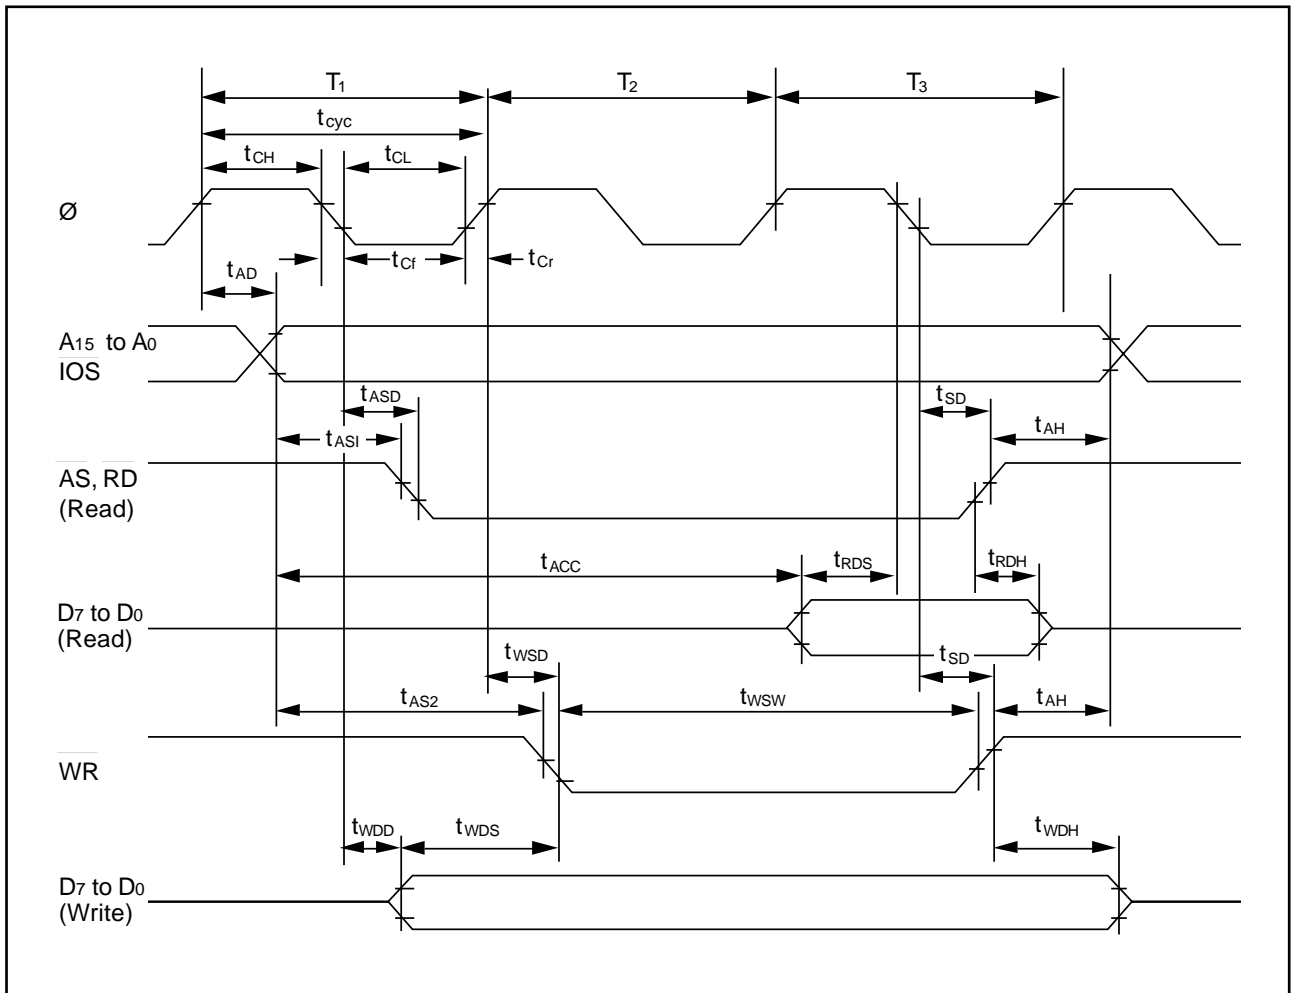 T1 T2 T3
tcyc
tCH tCL
Ø
tCf tCr
tAD
A15 to A0
IOS
tASD tSD
tASI tAH
AS, RD
(Read)
tACC tRDS tRDH
D7 to D0
(Read)
tWSD tSD
tAS2 tWSW tAH
WR
tWDD tWDS tWDH
D7 to D0
(Write)